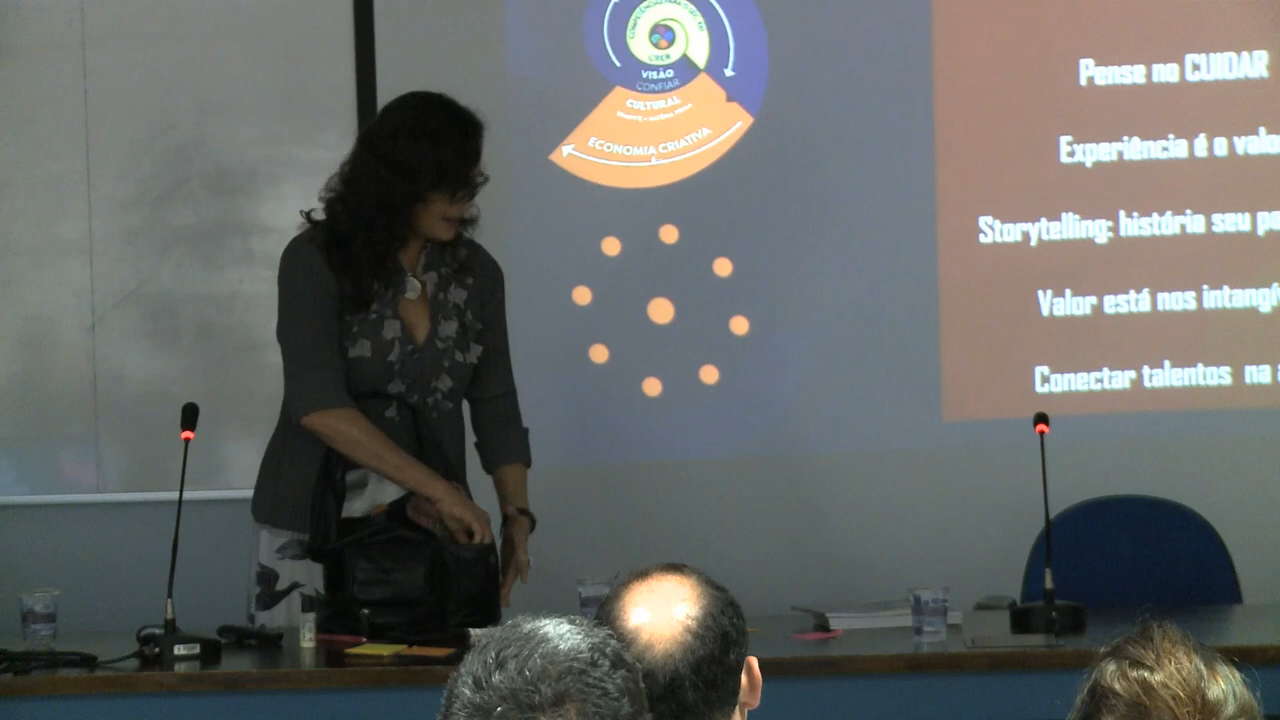 CRER
VISÃO
CONFIAR
CULTURAL
ECONOMIA CRIATIVA
Pense no CUIDAR
Experiência é o valo
Storytelling: história seu
Valor está nos intangí
Conectar talentos na